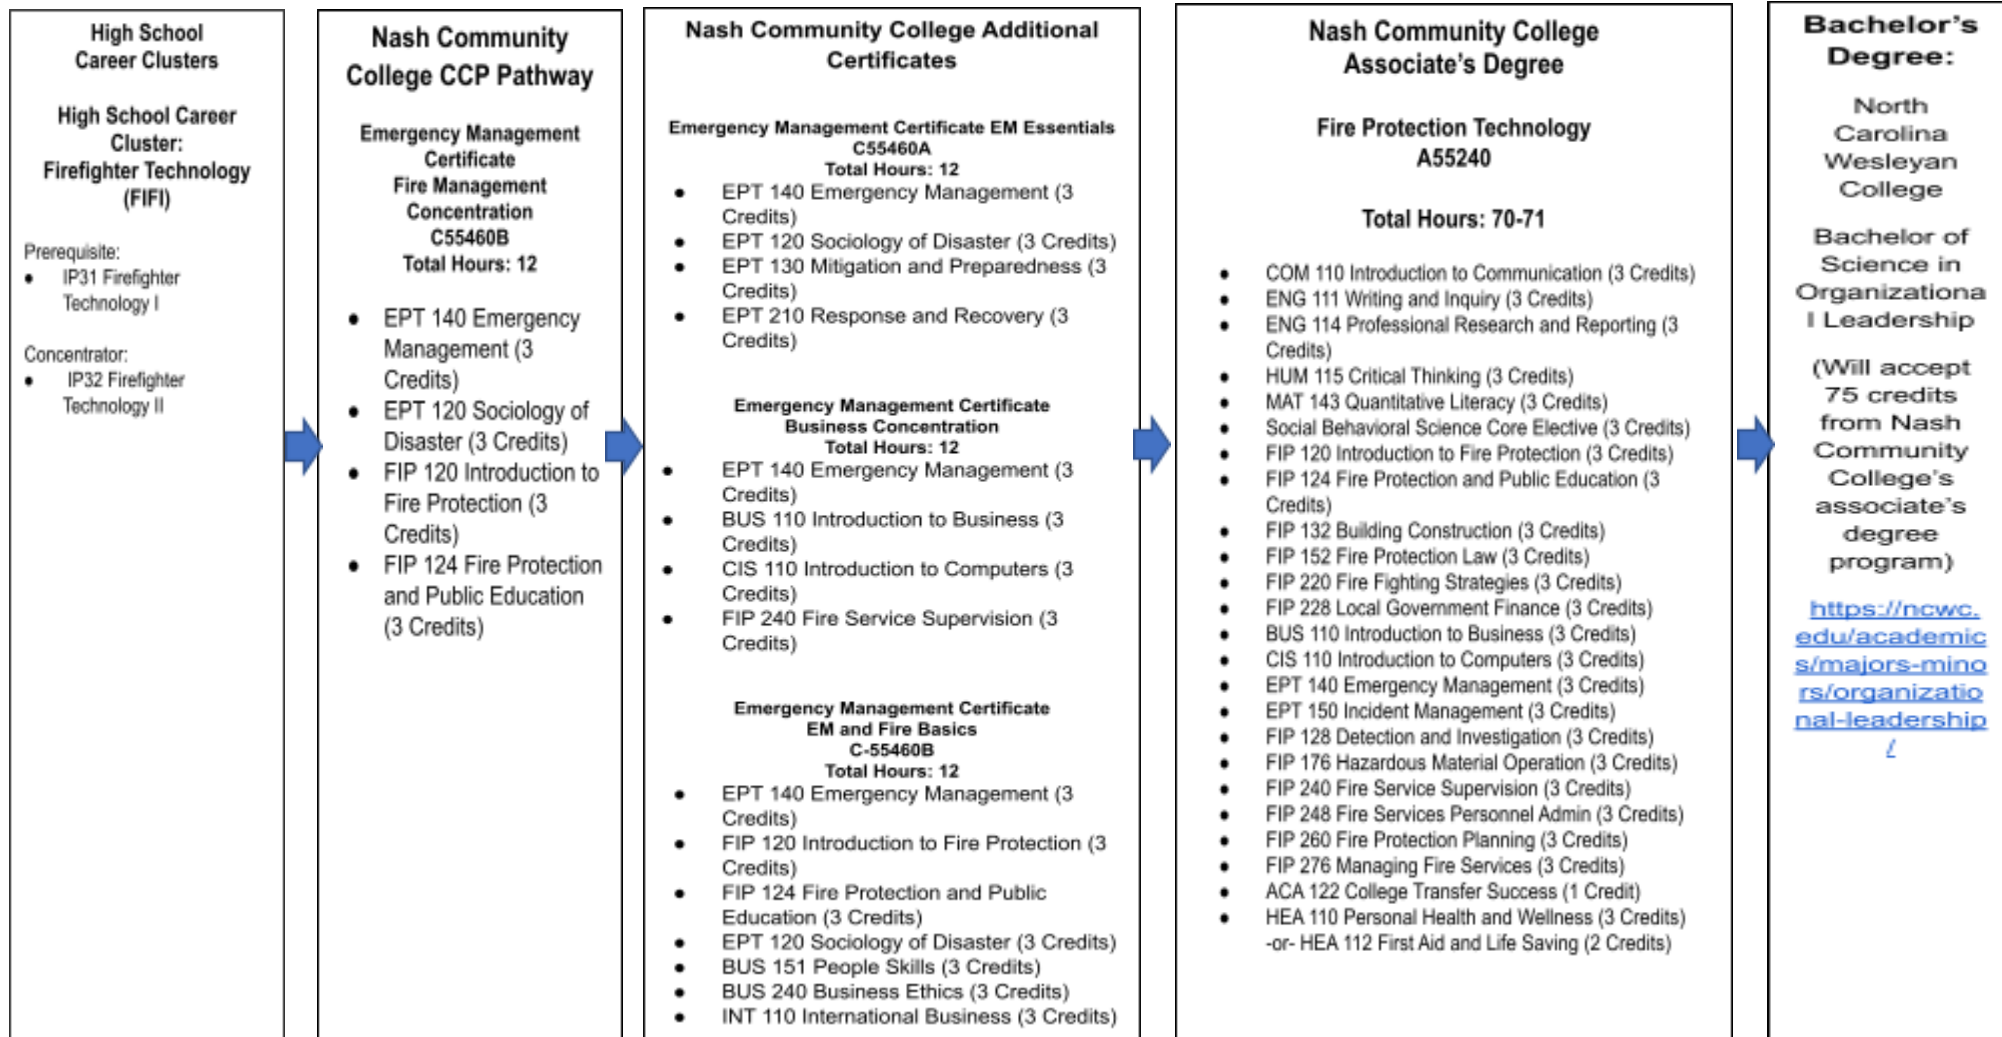 High School
Career Clusters
High School Career
Cluster:
Firefighter Technology
(FIFI)
Prerequisite:
● IP31 Firefighter
Technology I
Concentrator:
● IP32 Firefighter
Technology II
Nash Community
College CCP Pathway
Emergency Management
Certificate
Fire Management
Concentration
C55460B
Total Hours: 12
● EPT 140 Emergency
Management (3
Credits)
● EPT 120 Sociology of
Disaster (3 Credits)
● FIP 120 Introduction to
Fire Protection (3
Credits)
● FIP 124 Fire Protection
and Public Education
(3 Credits)
Nash Community College Additional
Certificates
Emergency Management Certificate EM Essentials
C55460A
Total Hours: 12
● EPT 140 Emergency Management (3
Credits)
● EPT 120 Sociology of Disaster (3 Credits)
● EPT 130 Mitigation and Preparedness (3
Credits)
● EPT 210 Response and Recovery (3
Credits)
Emergency Management Certificate
Business Concentration
Total Hours: 12
● EPT 140 Emergency Management (3
Credits)
● BUS 110 Introduction to Business (3
Credits)
● CIS 110 Introduction to Computers (3
Credits)
● FIP 240 Fire Service Supervision (3
Credits)
Emergency Management Certificate
EM and Fire Basics
C-55460B
Total Hours: 12
● EPT 140 Emergency Management (3
Credits)
● FIP 120 Introduction to Fire Protection (3
Credits)
● FIP 124 Fire Protection and Public
Education (3 Credits)
● EPT 120 Sociology of Disaster (3 Credits)
● BUS 151 People Skills (3 Credits)
● BUS 240 Business Ethics (3 Credits)
● INT 110 International Business (3 Credits)
Nash Community College
Associate's Degree
Fire Protection Technology
A55240
Total Hours: 70-71
● COM 110 Introduction to Communication (3 Credits)
● ENG 111 Writing and Inquiry (3 Credits)
● ENG 114 Professional Research and Reporting (3
Credits)
● HUM 115 Critical Thinking (3 Credits)
● MAT 143 Quantitative Literacy (3 Credits)
● Social Behavioral Science Core Elective (3 Credits)
● FIP 120 Introduction to Fire Protection (3 Credits)
● FIP 124 Fire Protection and Public Education (3
Credits)
● FIP 132 Building Construction (3 Credits)
● FIP 152 Fire Protection Law (3 Credits)
● FIP 220 Fire Fighting Strategies (3 Credits)
● FIP 228 Local Government Finance (3 Credits)
● BUS 110 Introduction to Business (3 Credits)
● CIS 110 Introduction to Computers (3 Credits)
● EPT 140 Emergency Management (3 Credits)
● EPT 150 Incident Management (3 Credits)
● FIP 128 Detection and Investigation (3 Credits)
● FIP 176 Hazardous Material Operation (3 Credits)
● FIP 240 Fire Service Supervision (3 Credits)
● FIP 248 Fire Services Personnel Admin (3 Credits)
● FIP 260 Fire Protection Planning (3 Credits)
● FIP 276 Managing Fire Services (3 Credits)
● ACA 122 College Transfer Success (1 Credit)
● HEA 110 Personal Health and Wellness (3 Credits)
-or- HEA 112 First Aid and Life Saving (2 Credits)
Bachelor's
Degree:
North
Carolina
Wesleyan
College
Bachelor of
Science in
Organizationa
l Leadership
(Will accept
75 credits
from Nash
Community
College's
associate's
degree
program)
https://ncwc.
edu/academic
s/majors-mino
rs/organizatio
nal-leadership
/